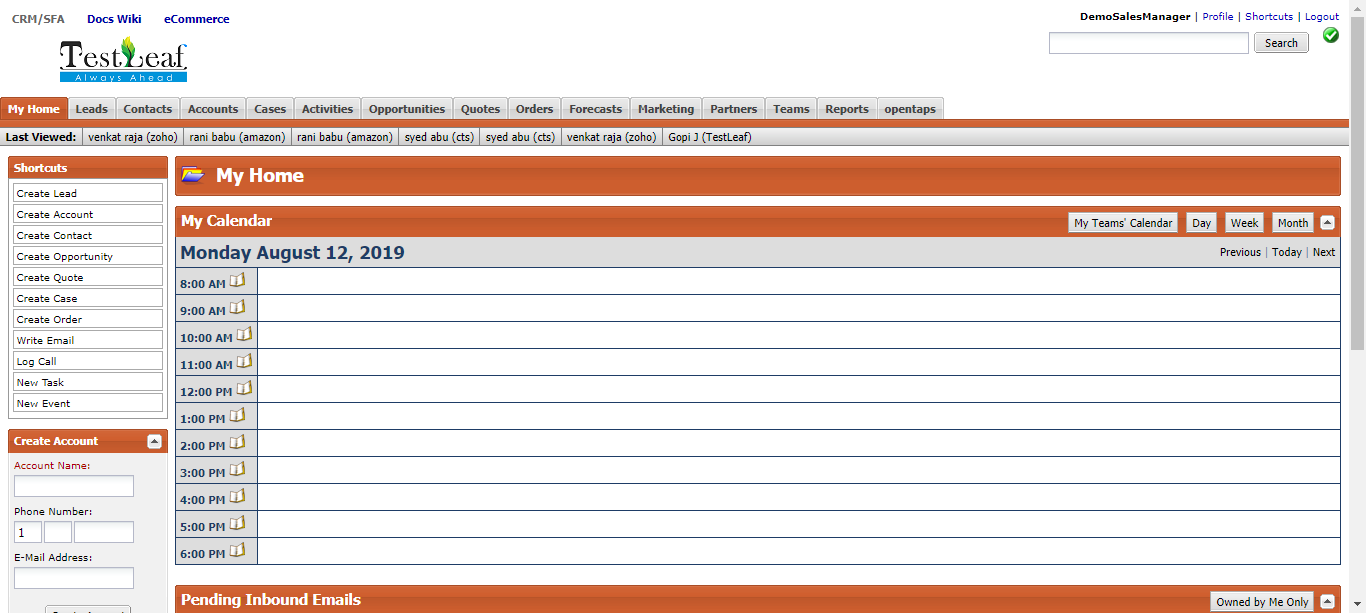 CRM/SFA Docs Wiki eCommerce
DemoSalesManager | Profile | Shortcuts | Logout
TestLeaf
Always Ahead
Search
My Home Leads Contacts Accounts Cases Activities Opportunities Quotes Orders Forecasts Marketing Partners Teams Reports opentaps
Last Viewed: venkat raja (zoho) rani babu (amazon) rani babu (amazon) syed abu (cts) syed abu (cts) venkat raja (zoho) Gopi J (TestLeaf)
Shortcuts
Create Lead
Create Account
Create Contact
Create Opportunity
Create Quote
Create Case
Create Order
Write Email
Log Call
New Task
New Event
Create Account
Account Name:
Phone Number:
1
E-Mail Address:
My Home
My Calendar
My Teams' Calendar Day Week Month
Monday August 12, 2019
Previous | Today | Next
8:00 AM
9:00 AM
10:00 AM
11:00 AM
12:00 PM
1:00 PM
2:00 PM
3:00 PM
4:00 PM
5:00 PM
6:00 PM
Pending Inbound Emails
Owned by Me Only